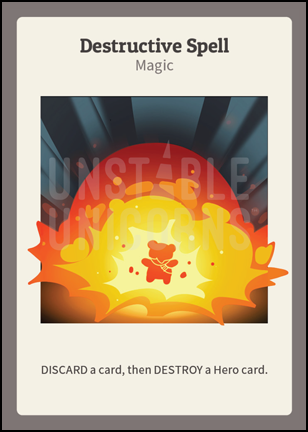 Destructive Spell
Magic
UNSTABLE
UNICORNS
DISCARD a card, then DESTROY a Hero card.